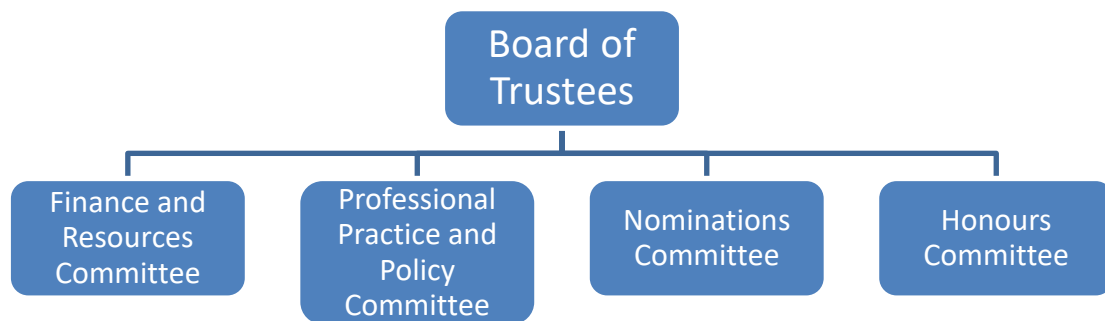 Board of
Trustees
Finance and
Resources
Committee
Professional
Practice and
Policy
Committee
Nominations
Committee
Honours
Committee